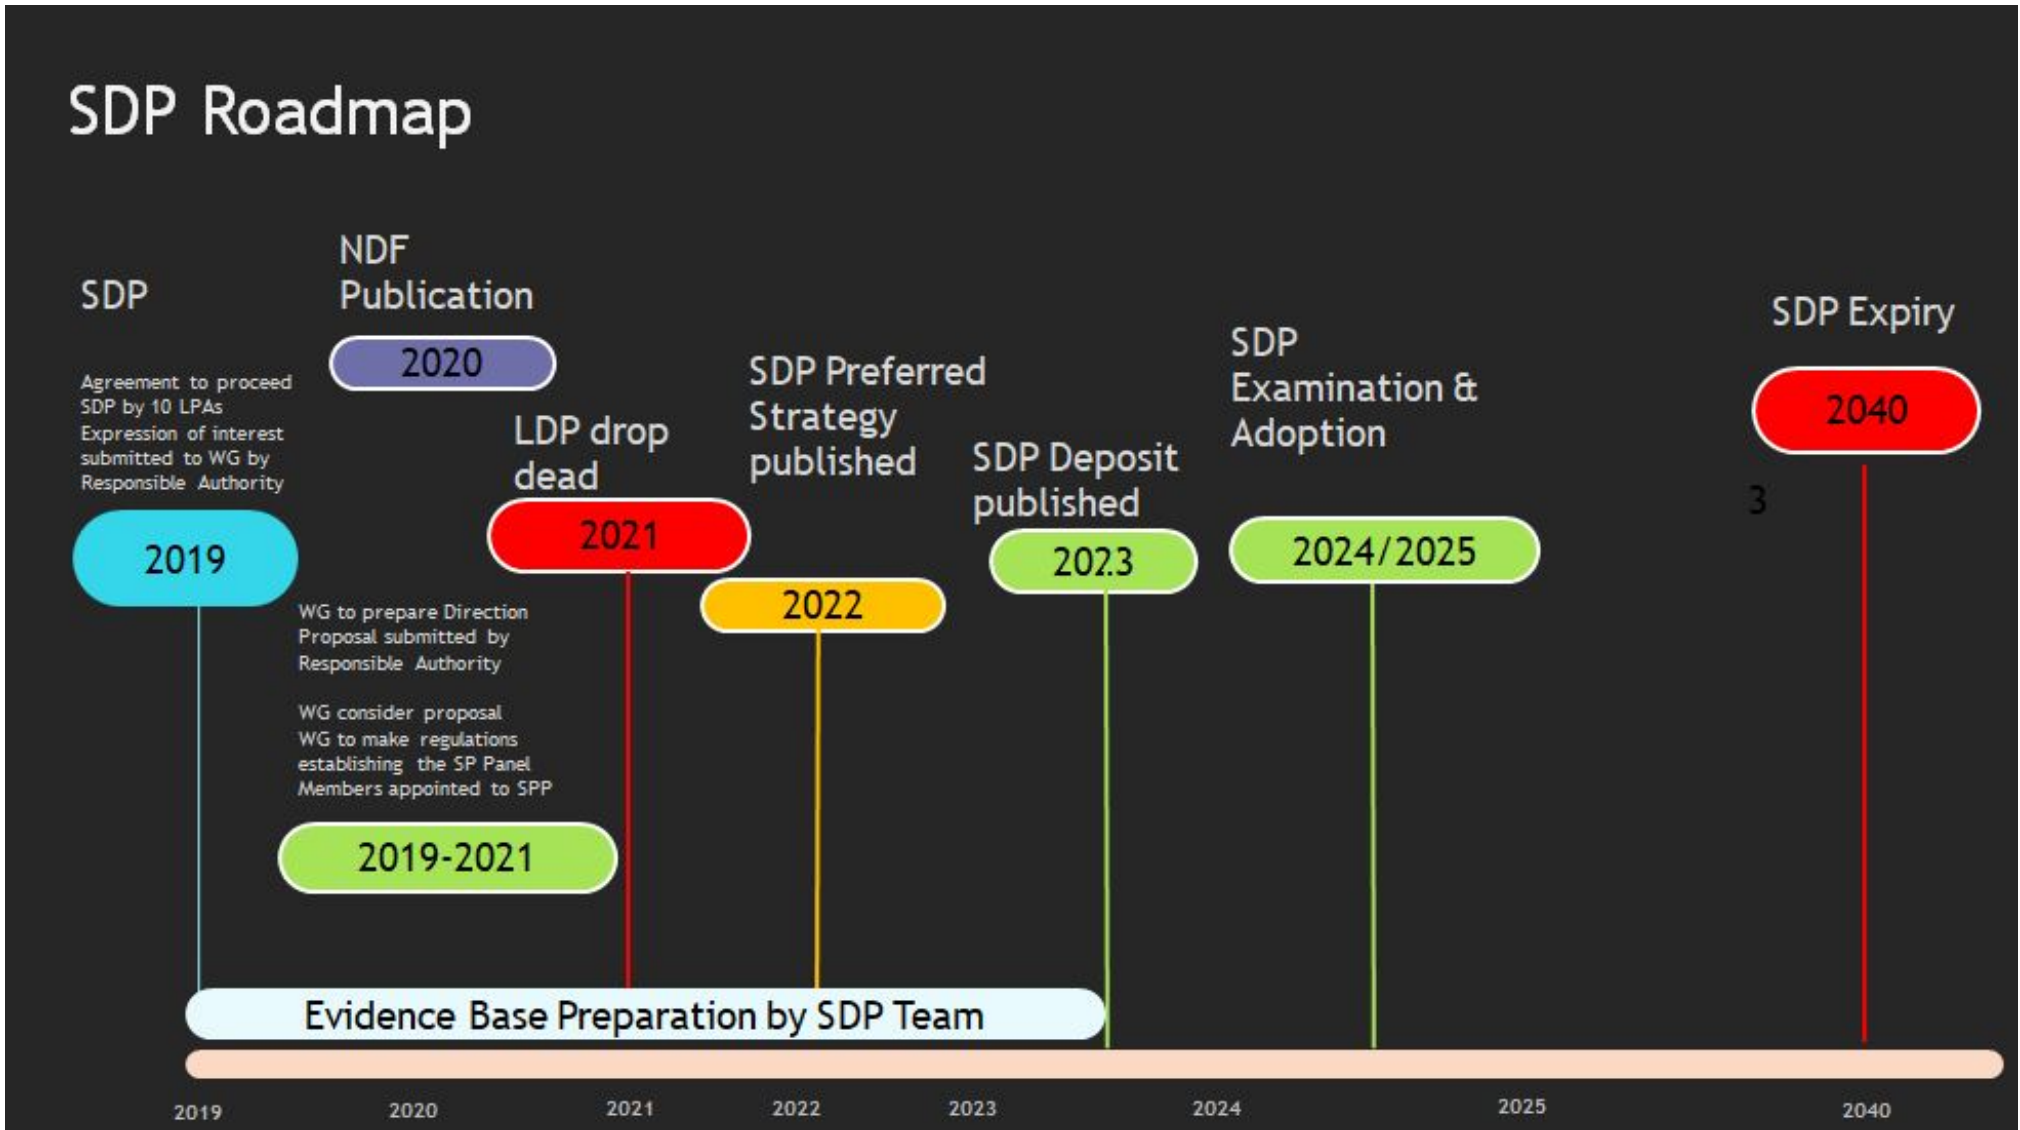 SDP Roadmap
SDP
Agreement to proceed
SDP by 10 LPAs
Expression of interest
submitted to WG by
Responsible Authority
2019
NDF
Publication
2020
WG to prepare Direction
Proposal submitted by
Responsible Authority
WG consider proposal
WG to make regulations
establishing the SP Panel
Members appointed to SPP
2019-2021
LDP drop
dead
2021
SDP Preferred
Strategy
published
2022
SDP Deposit
published
2023
SDP
Examination &
Adoption
2024/2025
SDP Expiry
2040
3
Evidence Base Preparation by SDP Team
2019
2020
2021
2022
2023
2024
2025
2040